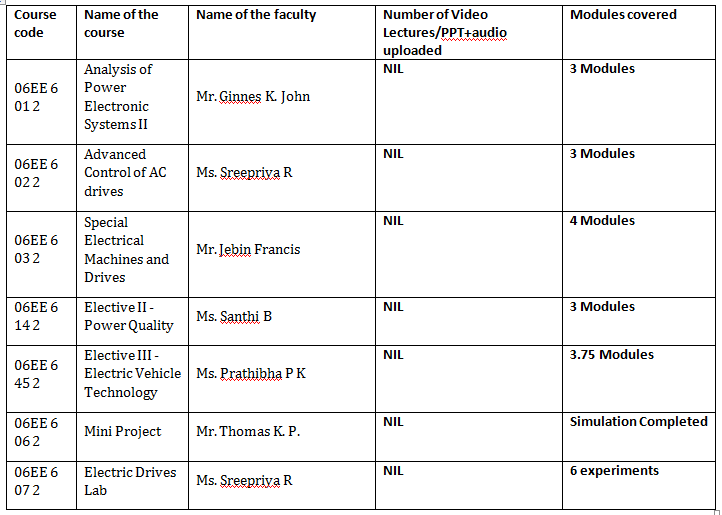 Course code
Name of the course
Name of the faculty
Number of Video Lectures/PPT+audio uploaded
Modules covered
06EE 6 01 2
Analysis of Power Electronic Systems II
Mr. Ginnes K. John
NIL
3 Modules
06EE 6 02 2
Advanced Control of AC drives
Ms. Sreepriya R
NIL
3 Modules
06EE 6 03 2
Special Electrical Machines and Drives
Mr. Jebin Francis
NIL
4 Modules
06EE 6 14 2
Elective II - Power Quality
Ms. Santhi B
NIL
3 Modules
06EE 6 45 2
Elective III - Electric Vehicle Technology
Ms. Prathibha P K
NIL
3.75 Modules
06EE 6 06 2
Mini Project
Mr. Thomas K. P.
NIL
Simulation Completed
06EE 6 07 2
Electric Drives Lab
Ms. Sreepriya R
NIL
6 experiments